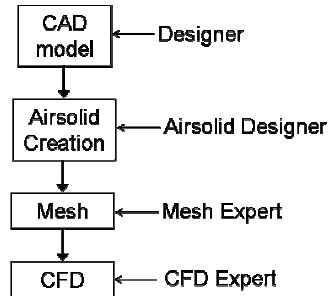 CAD
model
Designer
Airsolid
Creation
Airsolid Designer
Mesh
Mesh Expert
CFD
CFD Expert